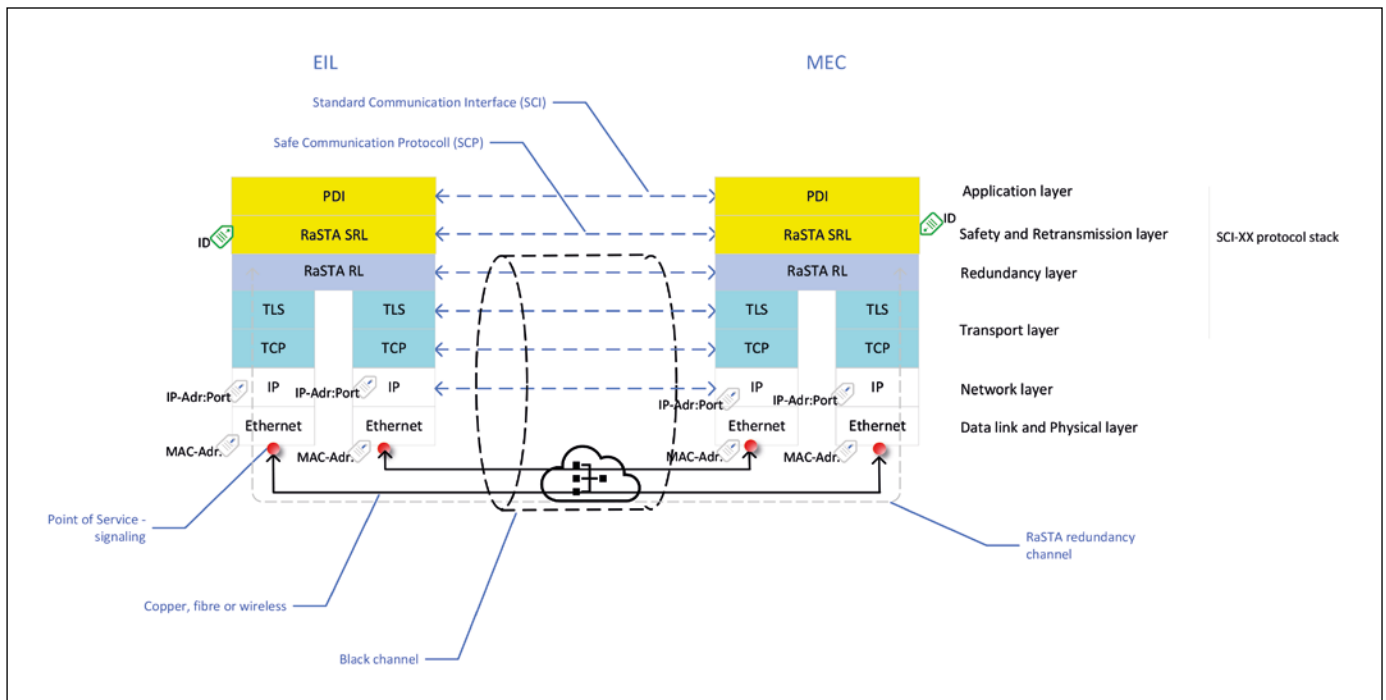 EIL
MEC
Standard Communication Interface (SCI)
Safe Communication Protocoll (SCP)
PDI
PDI
Application layer
ID
RaSTA SRL
RaSTA SRL
ID
Safety and Retransmission layer
SCI-XX protocol stack
RaSTA RL
RaSTA RL
Redundancy layer
TLS
TLS
TLS
TLS
Transport layer
TCP
TCP
TCP
TCP
IP-Adr:Port
IP
IP-Adr:Port
IP
IP-Adr:Port
IP
IP-Adr:Port
IP
Network layer
Ethernet
Ethernet
Ethernet
Ethernet
Data link and Physical layer
MAC-Adr.
MAC-Adr.
MAC-Adr.
MAC-Adr.
Point of Service -
signaling
RaSTA redundancy
channel
Copper, fibre or wireless
Black channel